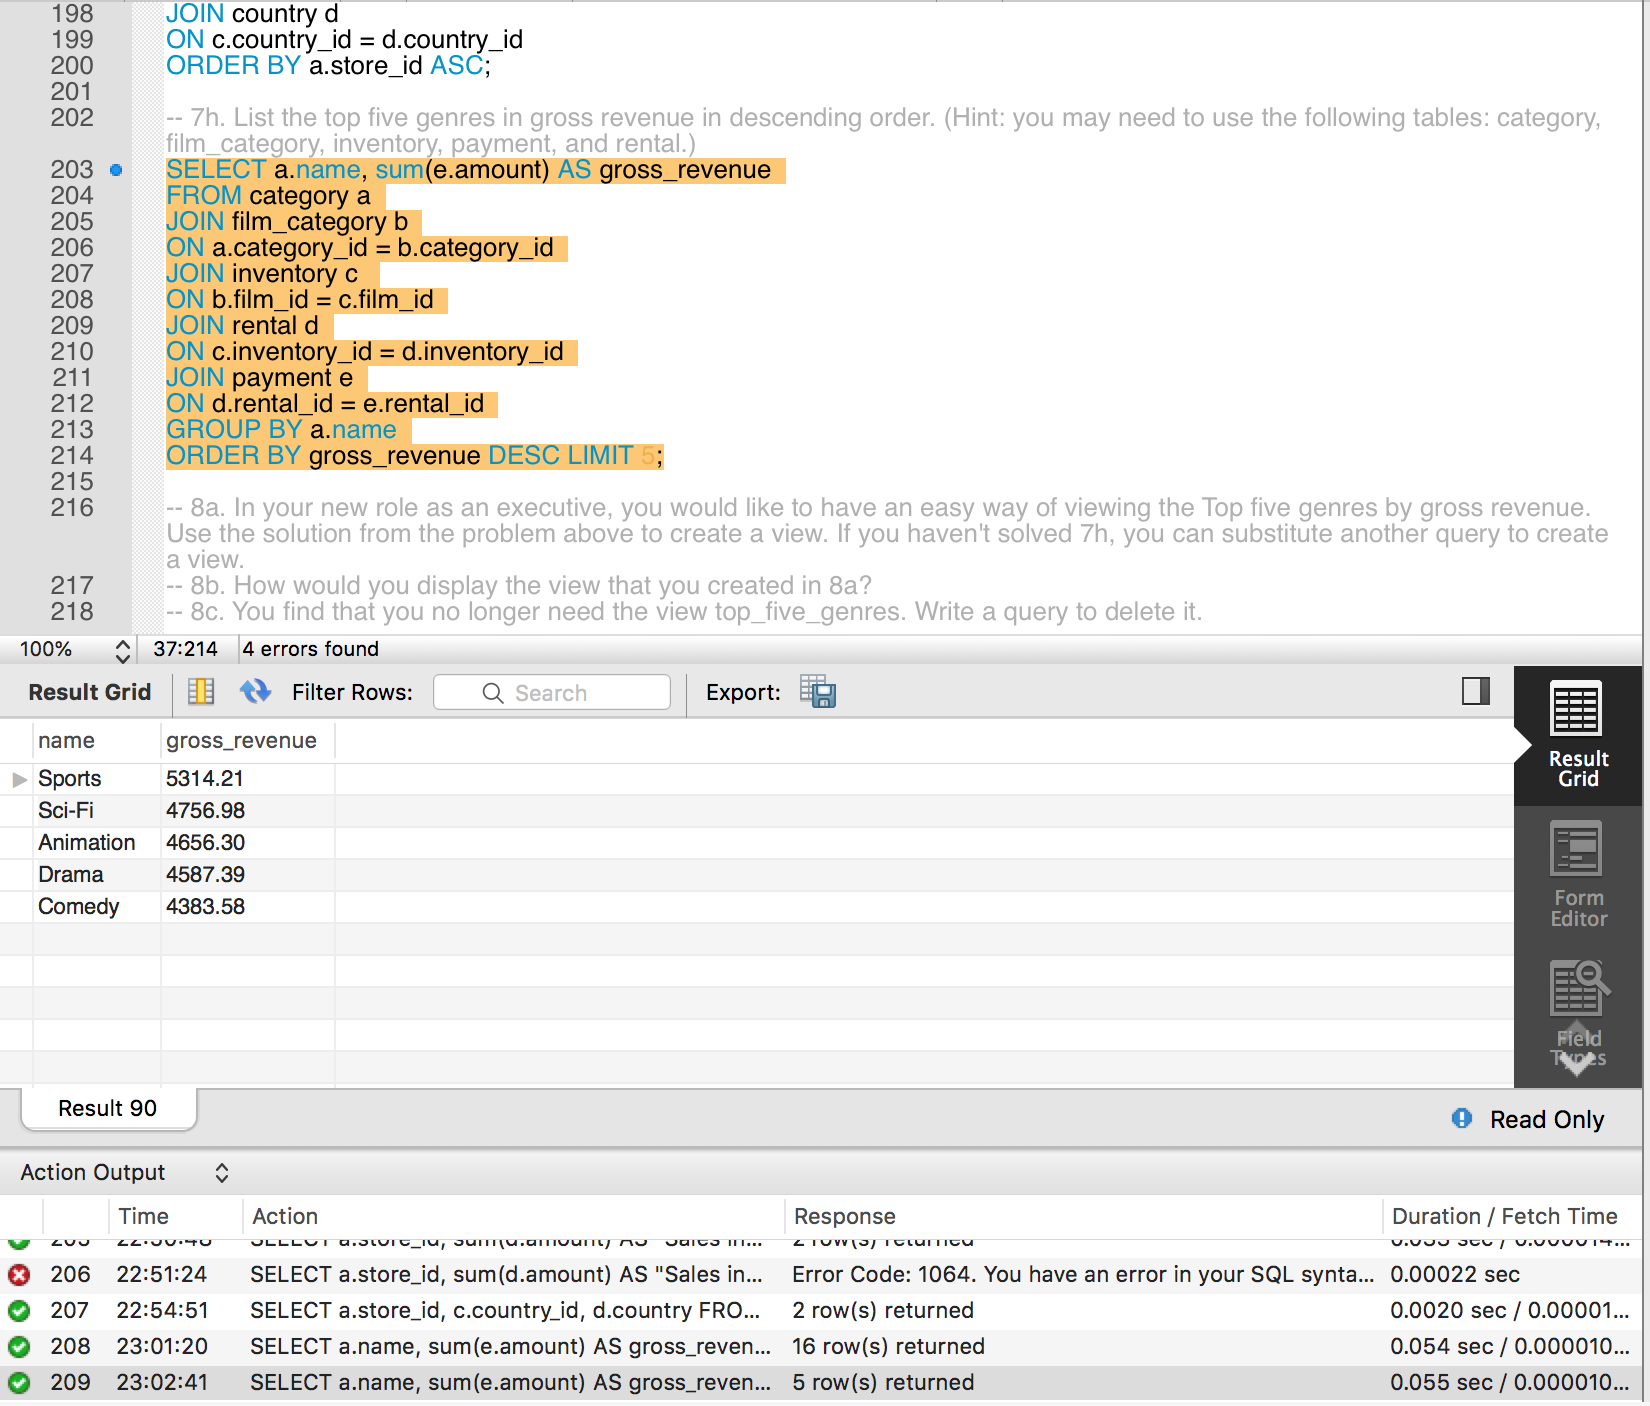 198 JOIN country d
199 ON c.country_id = d.country_id
200 ORDER BY a.store_id ASC;
201
202 -- 7h. List the top five genres in gross revenue in descending order. (Hint: you may need to use the following tables: category,
film_category, inventory, payment, and rental.)
203 SELECT a.name, sum(e.amount) AS gross_revenue
204 FROM category a
205 JOIN film_category b
206 ON a.category_id = b.category_id
207 JOIN inventory c
208 ON b.film_id = c.film_id
209 JOIN rental d
210 ON c.inventory_id = d.inventory_id
211 JOIN payment e
212 ON d.rental_id = e.rental_id
213 GROUP BY a.name
214 ORDER BY gross_revenue DESC LIMIT 5;
215
216 -- 8a. In your new role as an executive, you would like to have an easy way of viewing the Top five genres by gross revenue.
Use the solution from the problem above to create a view. If you haven't solved 7h, you can substitute another query to create
a view.
217 -- 8b. How would you display the view that you created in 8a?
218 -- 8c. You find that you no longer need the view top_five_genres. Write a query to delete it.
100% 37:214 4 errors found
Result Grid Filter Rows: Search Export:
name gross_revenue
Sports 5314.21
Sci-Fi 4756.98
Animation 4656.30
Drama 4587.39
Comedy 4383.58
Result
Grid
Form
Editor
Field
Types
Result 90
Read Only
Action Output
Time Action Response Duration / Fetch Time
205 22:50:48 SELECT a.store_id, sum(d.amount) AS "Sales in... 2 row(s) returned
206 22:51:24 SELECT a.store_id, sum(d.amount) AS "Sales in... Error Code: 1064. You have an error in your SQL synta... 0.00022 sec
207 22:54:51 SELECT a.store_id, c.country_id, d.country FRO... 2 row(s) returned 0.0020 sec / 0.00001...
208 23:01:20 SELECT a.name, sum(e.amount) AS gross_reven... 16 row(s) returned 0.054 sec / 0.000010...
209 23:02:41 SELECT a.name, sum(e.amount) AS gross_reven... 5 row(s) returned 0.055 sec / 0.000010...